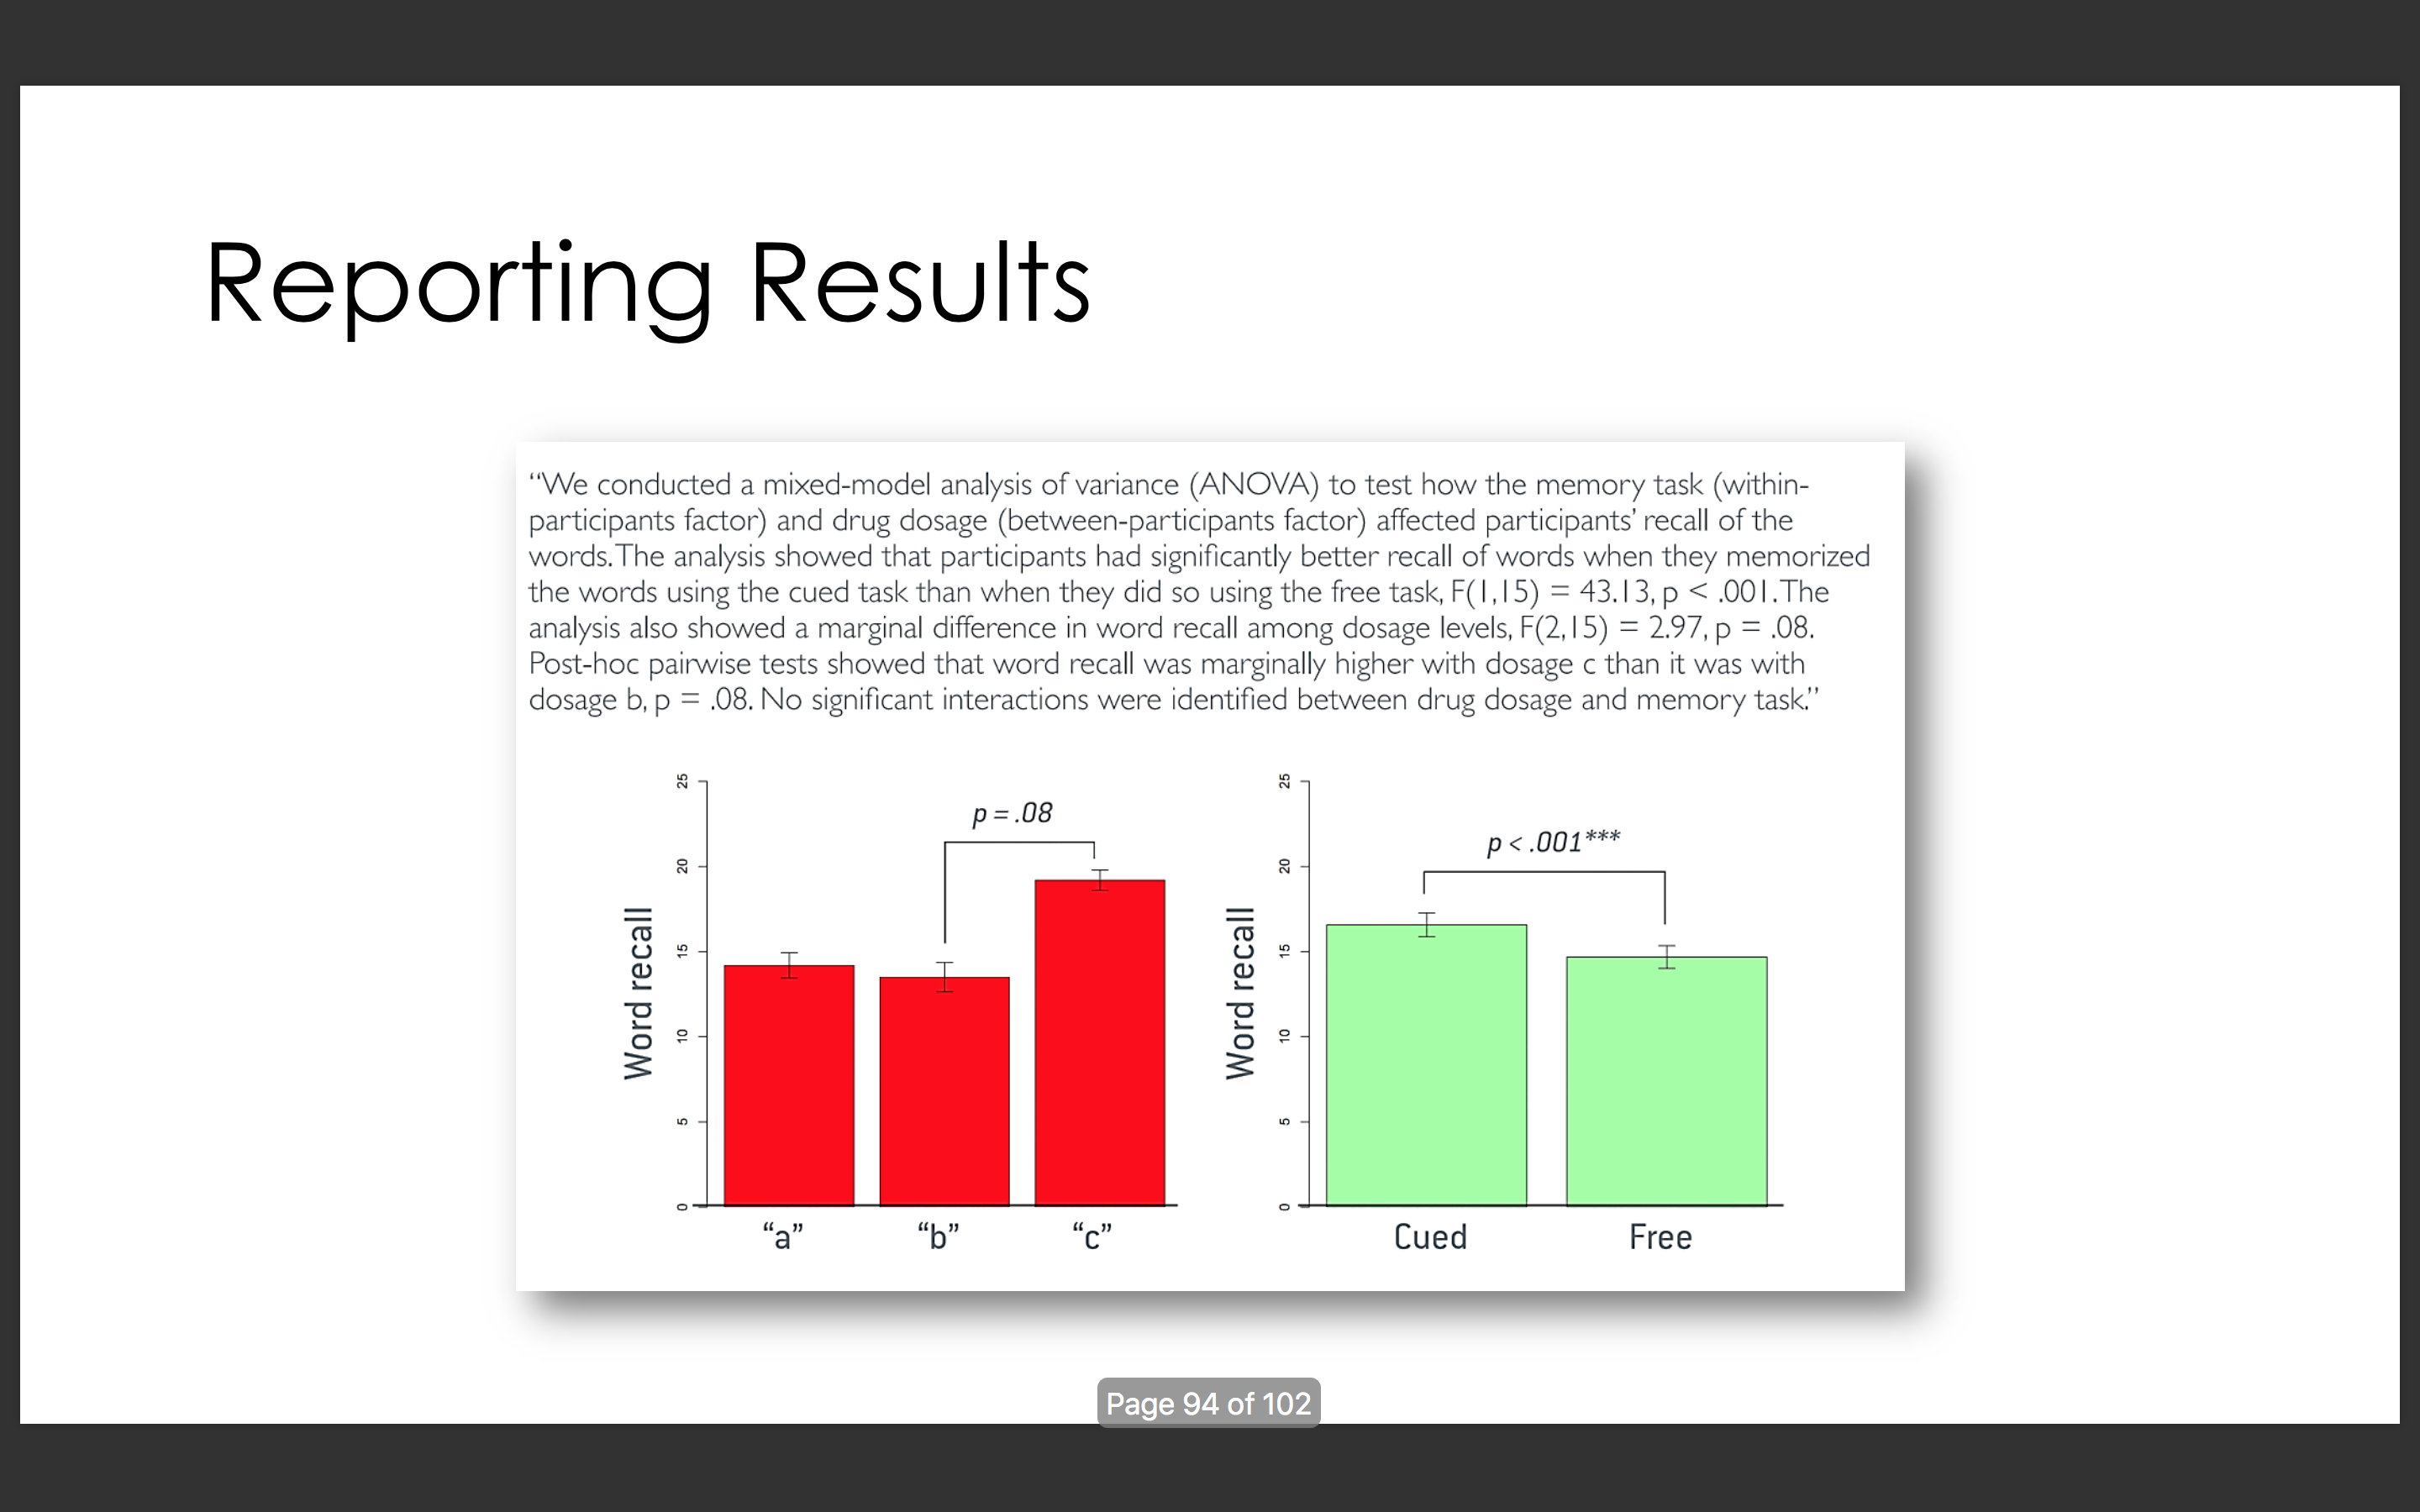 Reporting Results
“We conducted a mixed-model analysis of variance (ANOVA) to test how the memory task (within-
participants factor) and drug dosage (between-participants factor) affected participants’ recall of the
words. The analysis showed that participants had significantly better recall of words when they memorized
the words using the cued task than when they did so using the free task, F(1,15) = 43.13, p < .001. The
analysis also showed a marginal difference in word recall among dosage levels, F(2,15) = 2.97, p = .08.
Post-hoc pairwise tests showed that word recall was marginally higher with dosage c than it was with
dosage b, p = .08. No significant interactions were identified between drug dosage and memory task.”
Word recall
25
20
15
10
5
0
p = .08
“a” “b” “c”
Word recall
25
20
15
10
5
0
p < .001***
Cued Free
Page 94 of 102